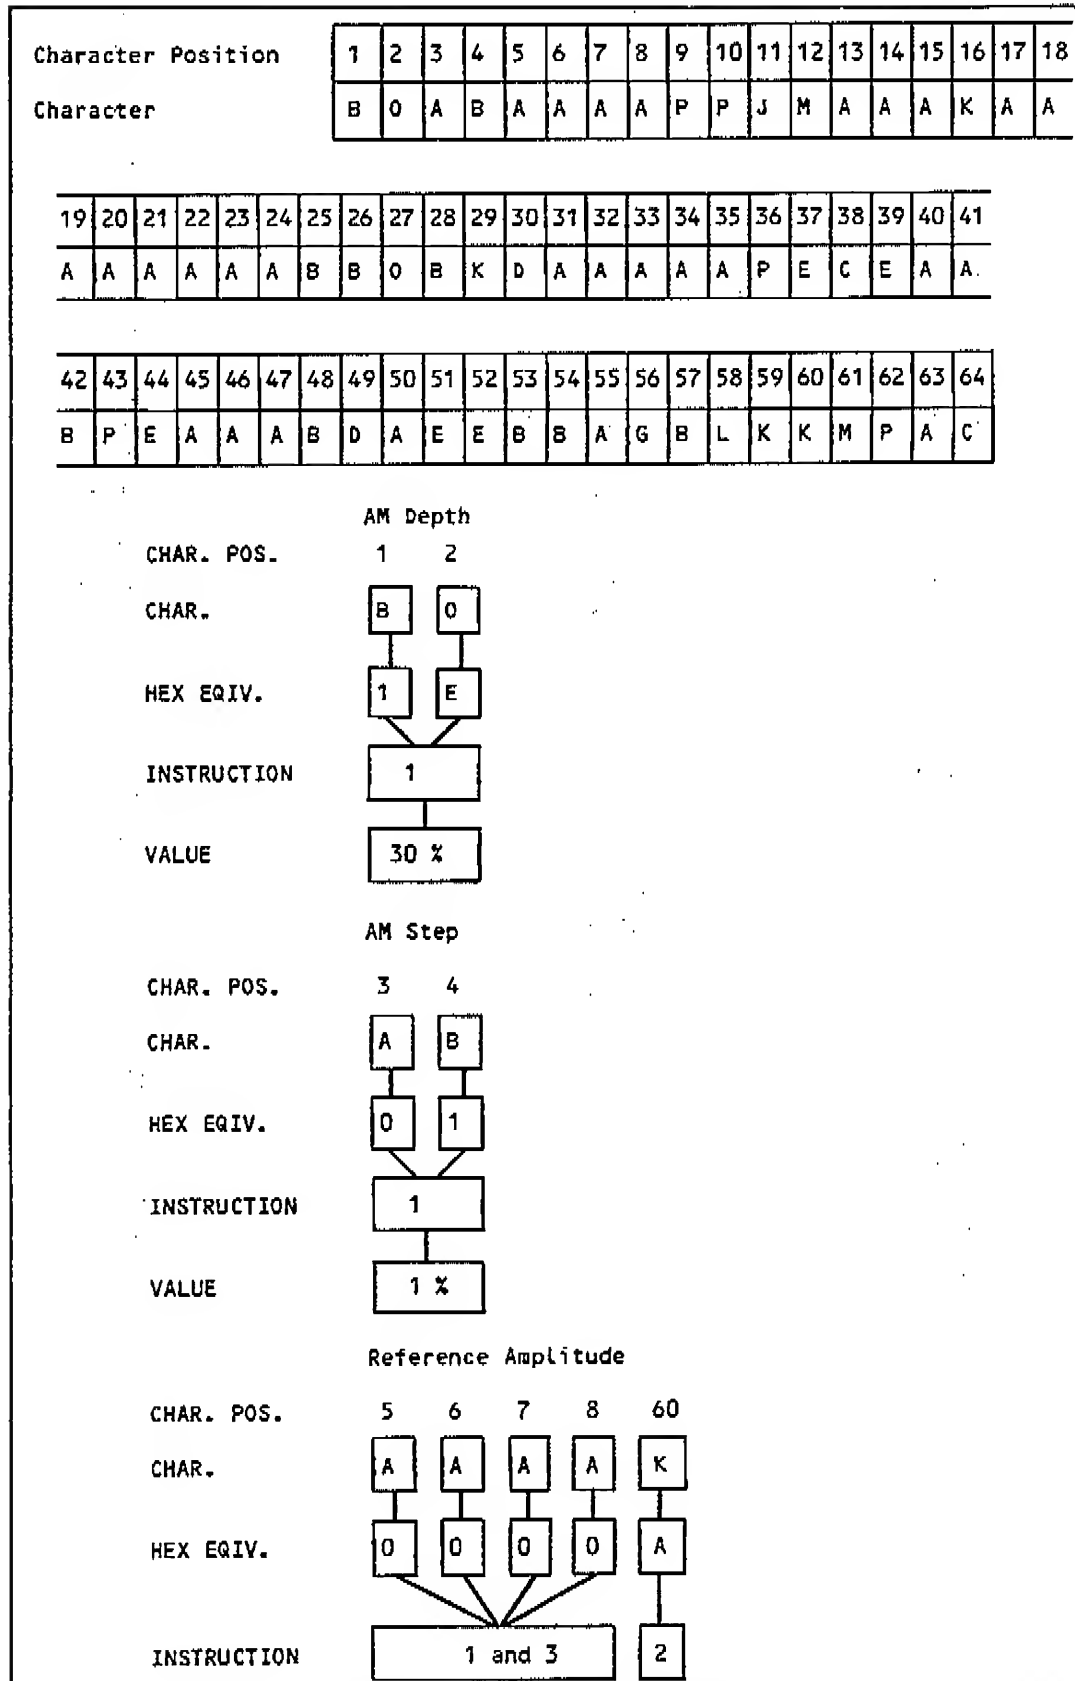 Character Position 1 2 3 4 5 6 7 8 9 10 11 12 13 14 15 16 17 18
Character B O A B A A A A P P J M A A A K A A
19 20 21 22 23 24 25 26 27 28 29 30 31 32 33 34 35 36 37 38 39 40 41
A A A A A A B B O B K D A A A A A P E C E A A
42 43 44 45 46 47 48 49 50 51 52 53 54 55 56 57 58 59 60 61 62 63 64
B P E A A A B D A E E B B A G B L K K M P A C
AM Depth
CHAR. POS. 1 2
CHAR. B O
HEX EQIV. 1 E
INSTRUCTION 1
VALUE 30 %
AM Step
CHAR. POS. 3 4
CHAR. A B
HEX EQIV. 0 1
INSTRUCTION 1
VALUE 1 %
Reference Amplitude
CHAR. POS. 5 6 7 8 60
CHAR. A A A A K
HEX EQIV. 0 0 0 0 A
INSTRUCTION 1 and 3 2